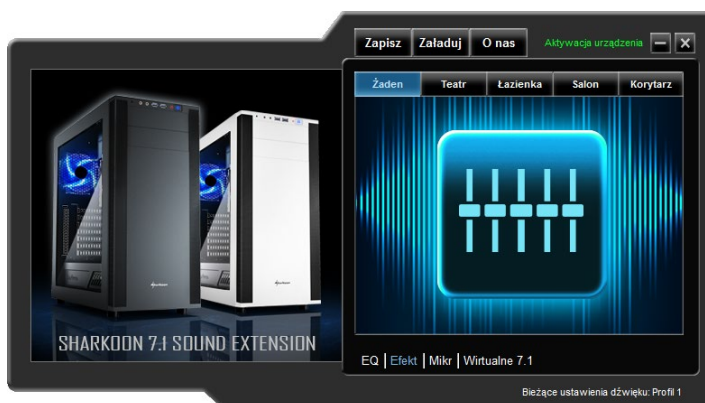 Zapisz Załaduj O nas Aktywacja urządzenia
Żaden Teatr Łazienka Salon Korytarz
SHARKOON 7.1 SOUND EXTENSION
EQ | Efekt | Mikr | Wirtualne 7.1
Bieżące ustawienia dźwięku: Profil 1